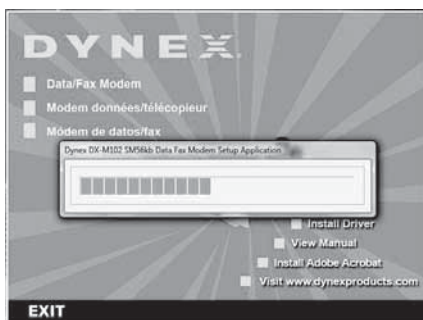 DYNEX
Data/Fax Modem
Modem données/télécopieur
Módem de datos/fax
Dynex DX-M102 SM56kb Data Fax Modem Setup Application
Install Driver
View Manual
Install Adobe Acrobat
Visit www.dynexproducts.com
EXIT